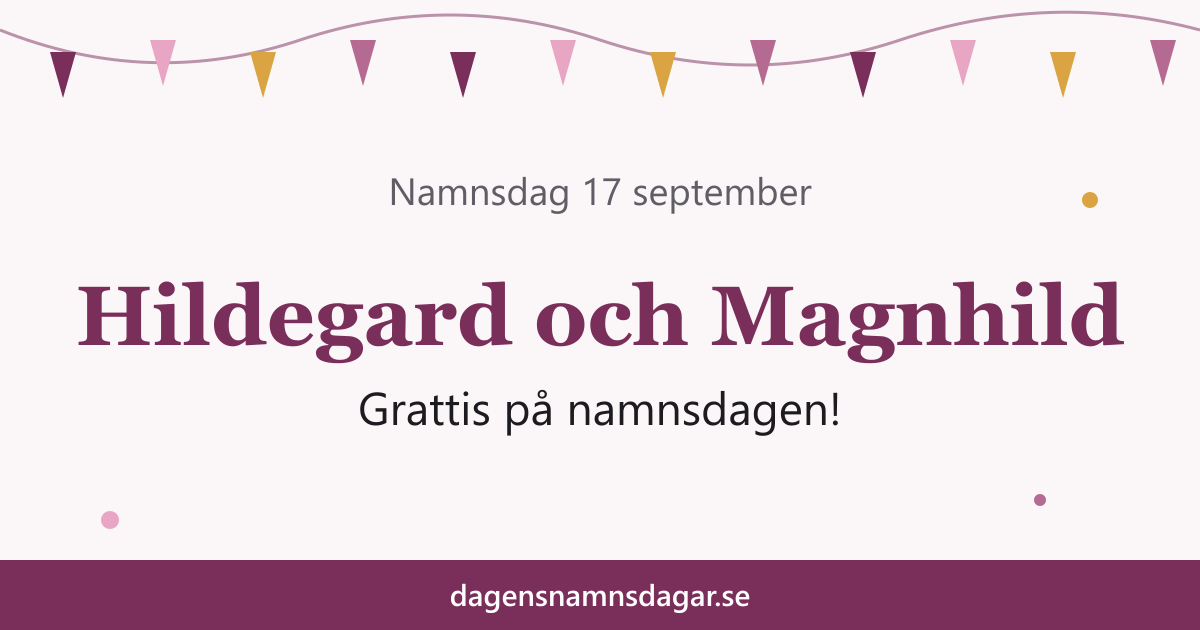 Namnsdag 17 september
Hildegard och Magnhild
Grattis på namnsdagen!
dagensnamnsdagar.se